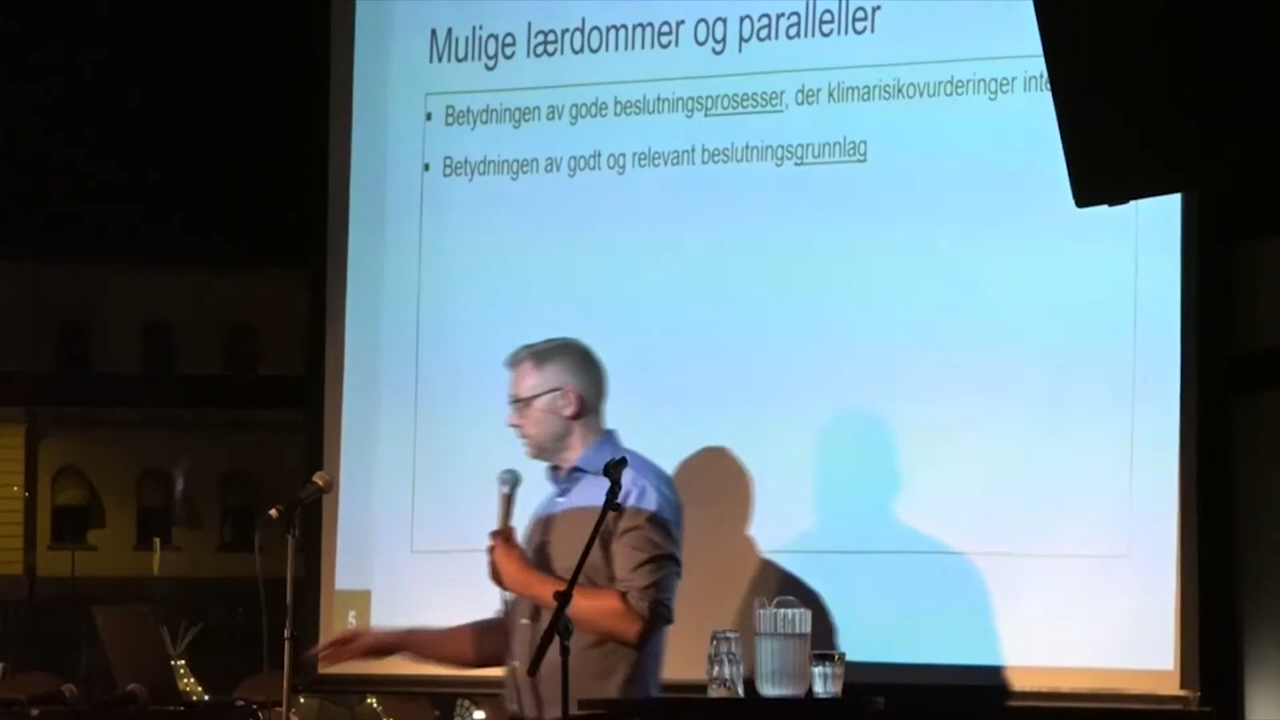 Mulige lærdommer og paralleller
Betydningen av gode beslutningsprosesser, der klimarisikovurderinger
Betydningen av godt og relevant beslutningsgrunnlag
5